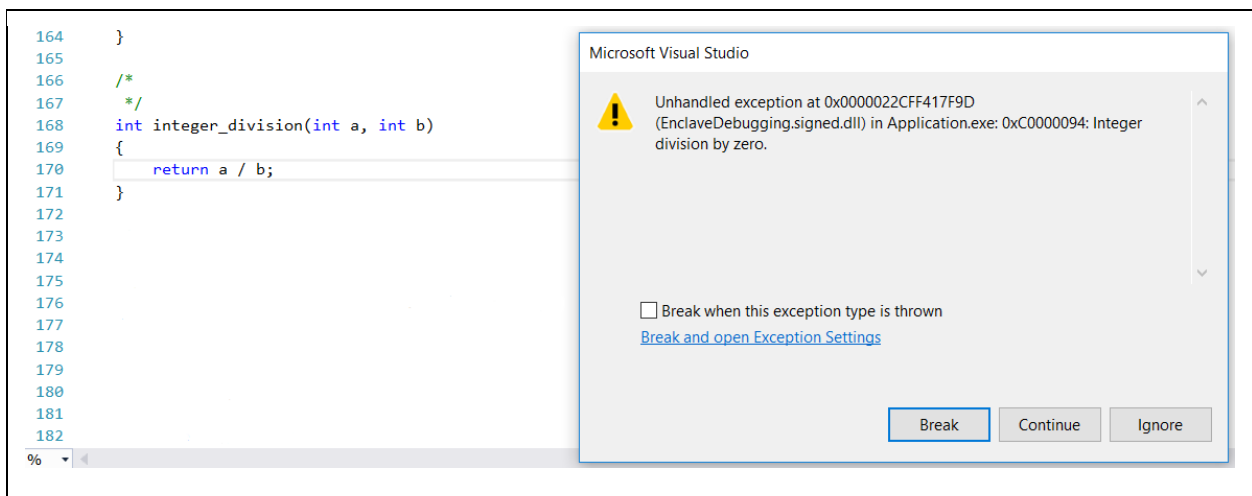 164 }
165
166 /*
167 */
168 int integer_division(int a, int b)
169 {
170 return a / b;
171 }
172
173
174
175
176
177
178
179
180
181
182
%
Microsoft Visual Studio
Unhandled exception at 0x0000022CFF417F9D
(EnclaveDebugging.signed.dll) in Application.exe: 0xC0000094: Integer
division by zero.
Break when this exception type is thrown
Break and open Exception Settings
Break Continue Ignore